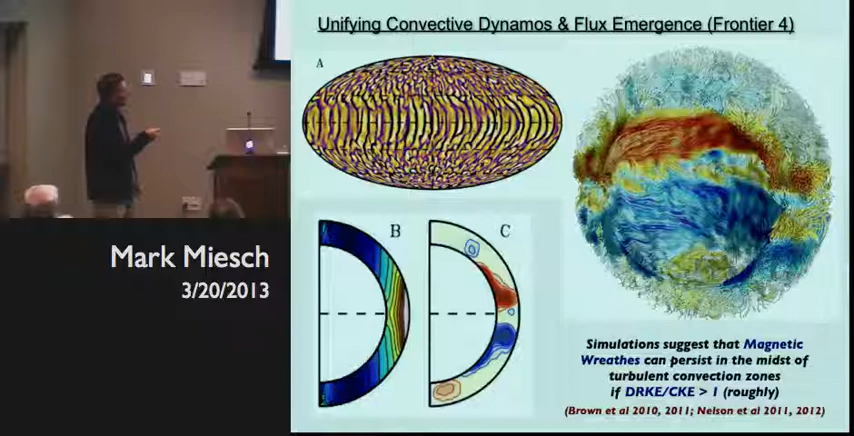 Unifying Convective Dynamos & Flux Emergence (Frontier 4)
A
B
C
Mark Miesch
3/20/2013
Simulations suggest that Magnetic
Wreathes can persist in the midst of
turbulent convection zones
if DRKE/CKE > 1 (roughly)
(Brown et al 2010, 2011; Nelson et al 2011, 2012)